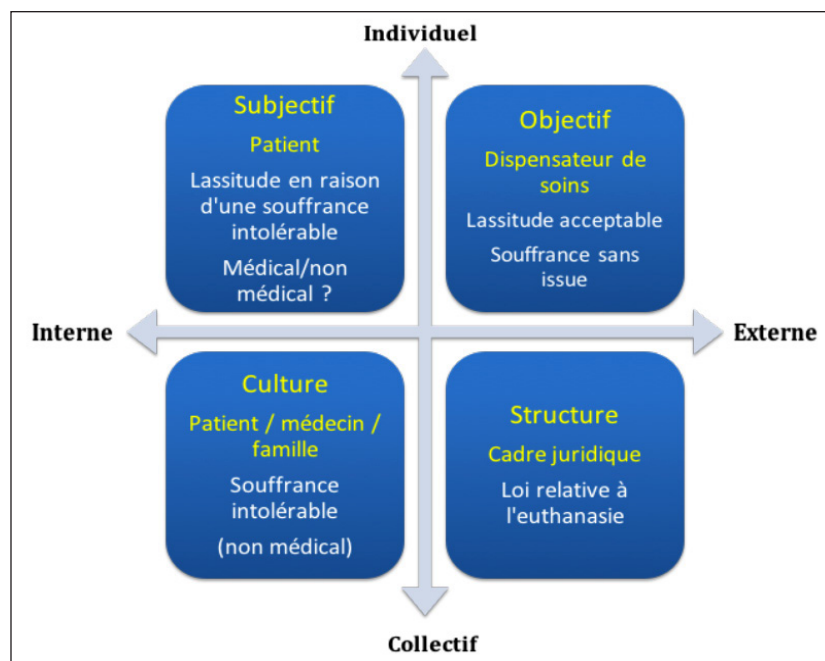 Individuel
Subjectif
Patient
Lassitude en raison
d'une souffrance
intolérable
Médical/non
médical ?
Objectif
Dispensateur de
soins
Lassitude acceptable
Souffrance sans
issue
Interne
Externe
Culture
Patient / médecin /
famille
Souffrance
intolérable
(non médical)
Structure
Cadre juridique
Loi relative à
l'euthanasie
Collectif